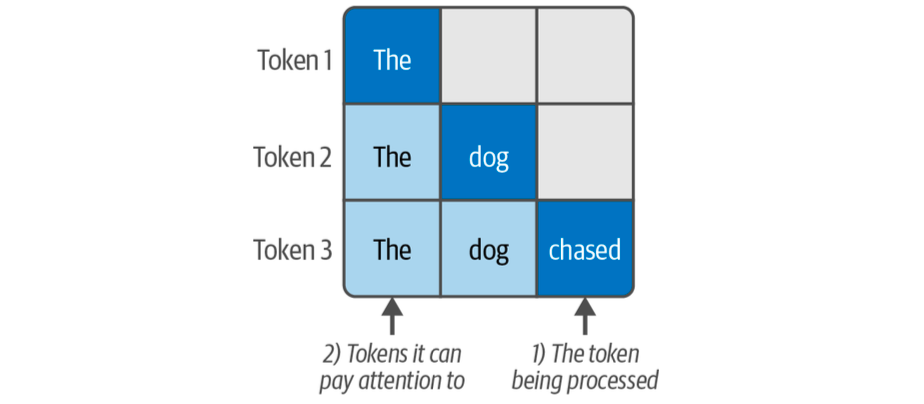 Token 1 The
Token 2 The dog
Token 3 The dog chased
2) Tokens it can
pay attention to
1) The token
being processed